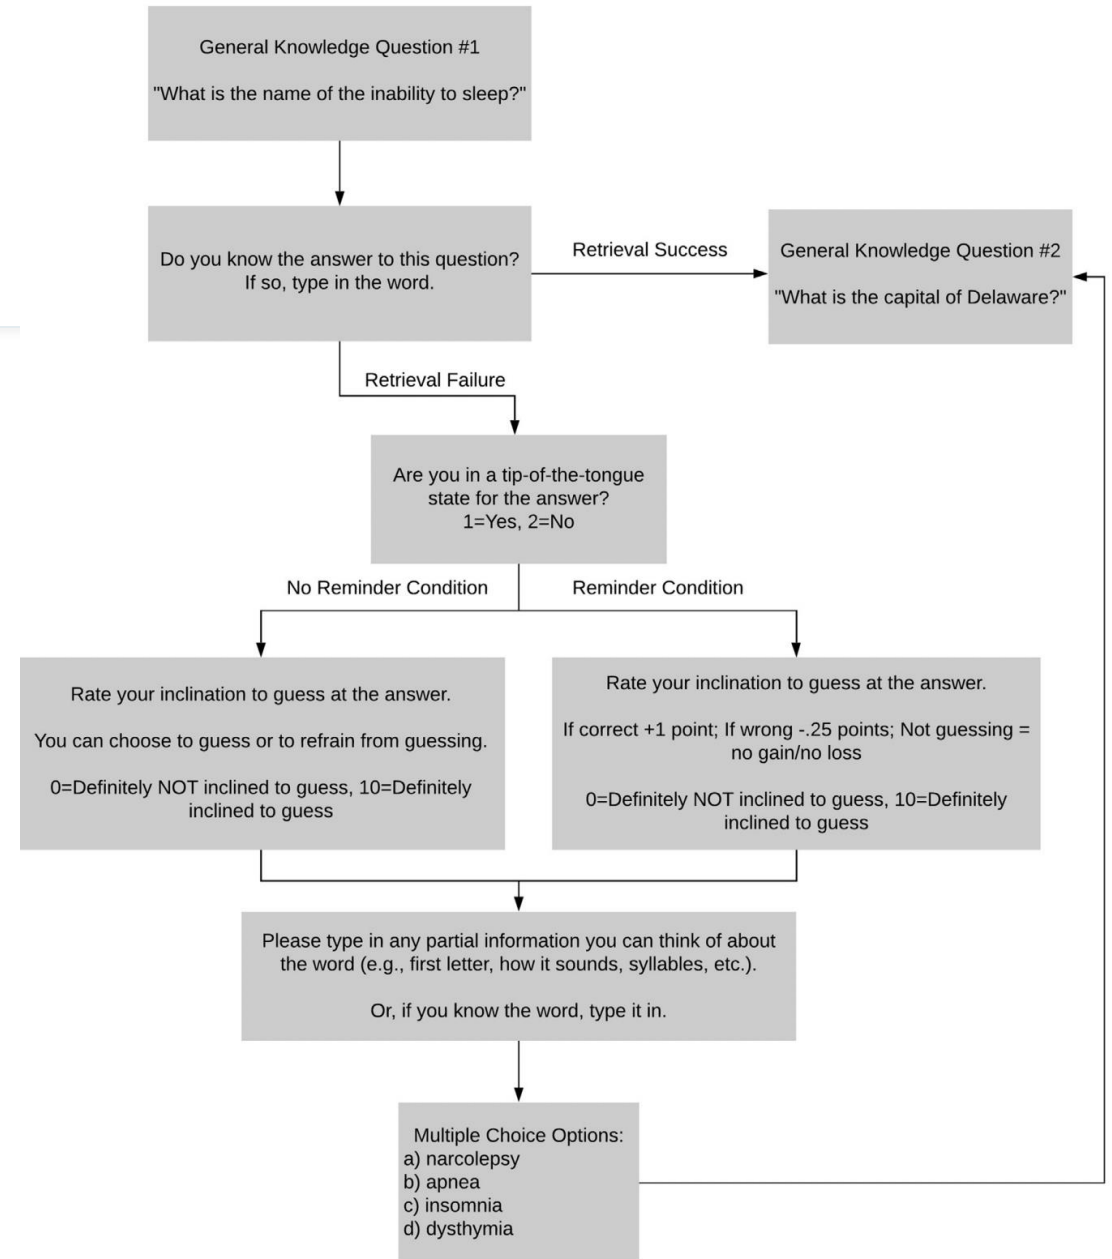 General Knowledge Question #1
"What is the name of the inability to sleep?"
Do you know the answer to this question?
If so, type in the word.
Retrieval Success
General Knowledge Question #2
"What is the capital of Delaware?"
Retrieval Failure
Are you in a tip-of-the-tongue
state for the answer?
1=Yes, 2=No
No Reminder Condition
Reminder Condition
Rate your inclination to guess at the answer.
You can choose to guess or to refrain from guessing.
0=Definitely NOT inclined to guess, 10=Definitely
inclined to guess
Rate your inclination to guess at the answer.
If correct +1 point; If wrong -.25 points; Not guessing =
no gain/no loss
0=Definitely NOT inclined to guess, 10=Definitely
inclined to guess
Please type in any partial information you can think of about
the word (e.g., first letter, how it sounds, syllables, etc.).
Or, if you know the word, type it in.
Multiple Choice Options:
a) narcolepsy
b) apnea
c) insomnia
d) dysthymia